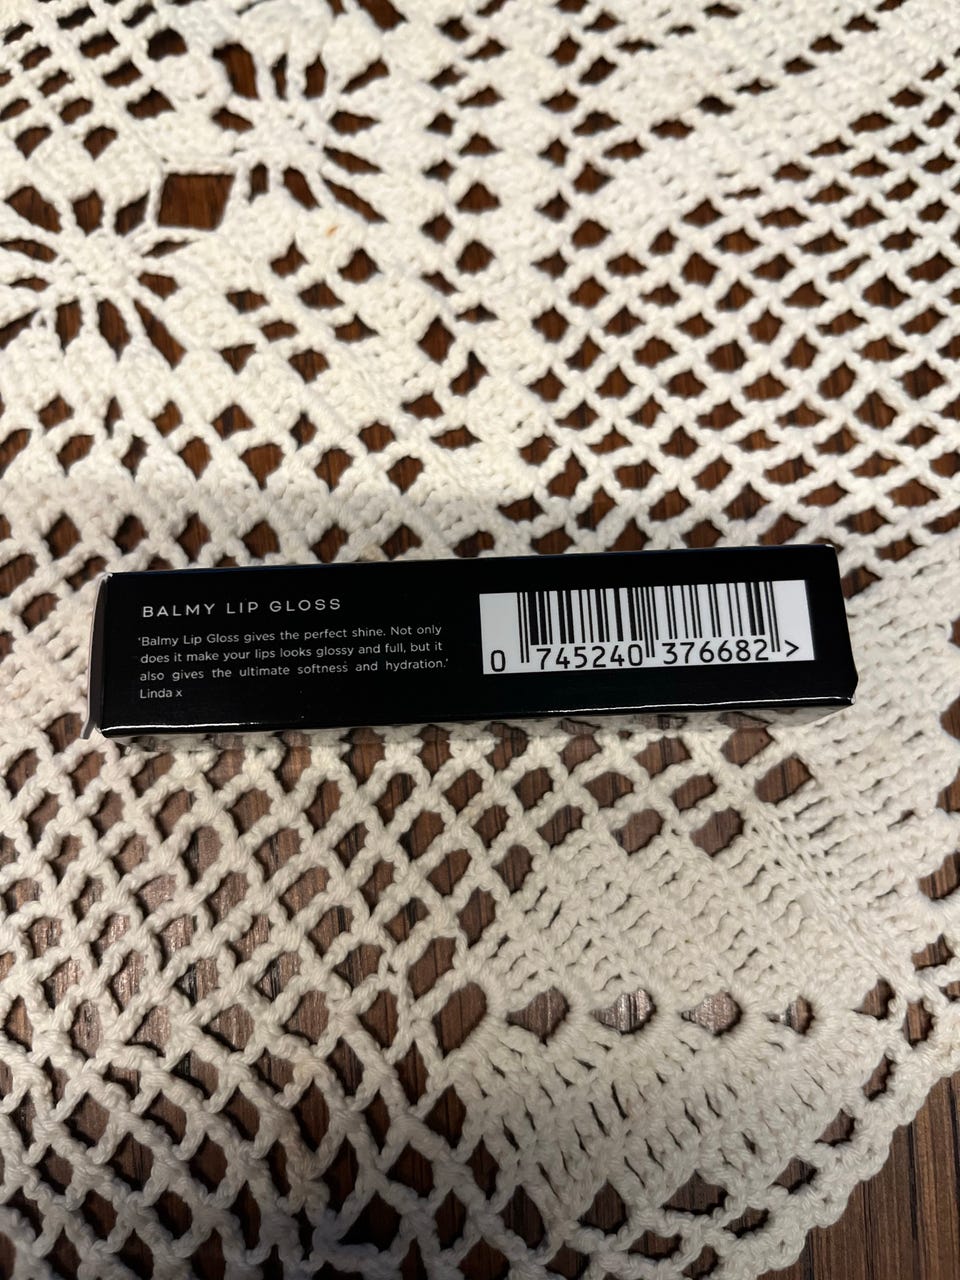 BALMY LIP GLOSS
'Balmy Lip Gloss gives the perfect shine. Not only
does it make your lips looks glossy and full, but it
also gives the ultimate softness and hydration.'
Linda x
0 745240 376682 >